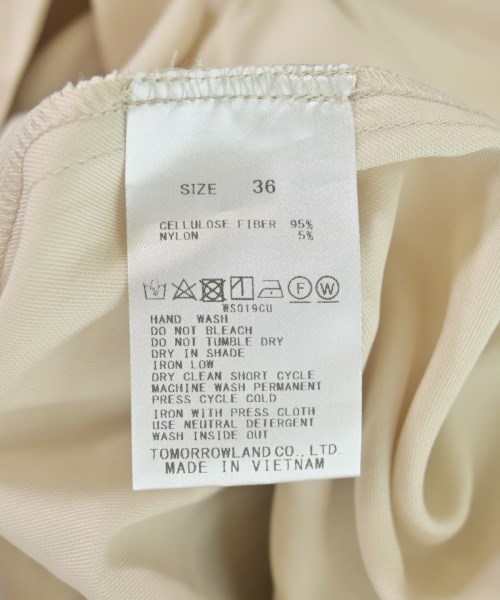 SIZE 36
CELLULOSE FIBER 95%
NYLON 5%
F W
WS019CU
HAND WASH
DO NOT BLEACH
DO NOT TUMBLE DRY
DRY IN SHADE
IRON LOW
DRY CLEAN SHORT CYCLE
MACHINE WASH PERMANENT
PRESS CYCLE COLD
IRON WITH PRESS CLOTH
USE NEUTRAL DETERGENT
WASH INSIDE OUT
TOMORROWLAND CO., LTD.
MADE IN VIETNAM